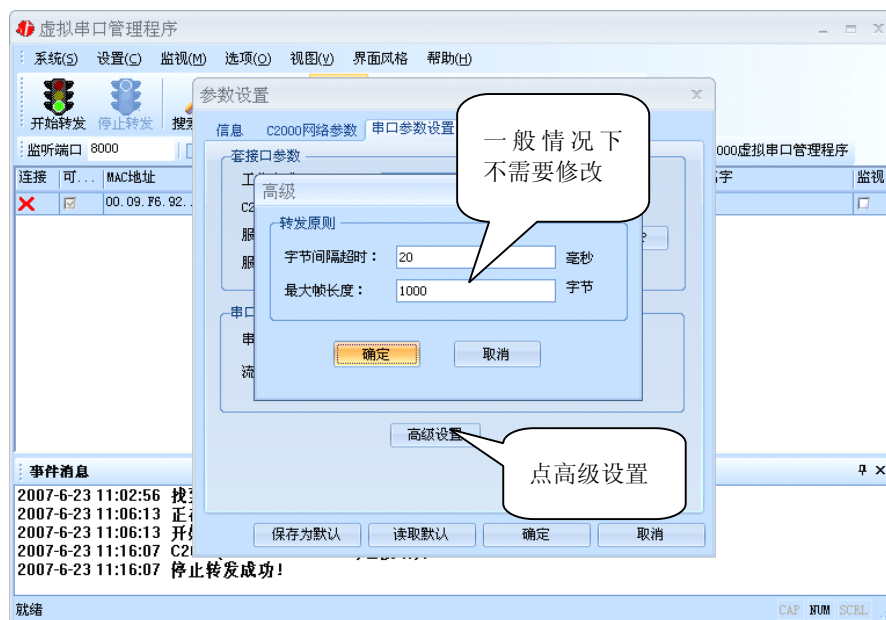 虚拟串口管理程序
系统(S) 设置(C) 监视(M) 选项(O) 视图(V) 界面风格 帮助(H)
开始转发 停止转发
监听端口 8000
000虚拟串口管理程序
连接 可... MAC地址
监视
00.09.F6.92.
参数设置
信息 C2000网络参数 串口参数设置
套接口参数
高级
转发原则
字节间隔超时： 20 毫秒
最大帧长度： 1000 字节
确定 取消
一般情况下
不需要修改
高级设置
点高级设置
保存为默认 读取默认 确定 取消
事件消息
2007-6-23 11:02:56
2007-6-23 11:06:13
2007-6-23 11:06:13
2007-6-23 11:16:07
2007-6-23 11:16:07 停止转发成功!
就绪
CAP NUM SCRL